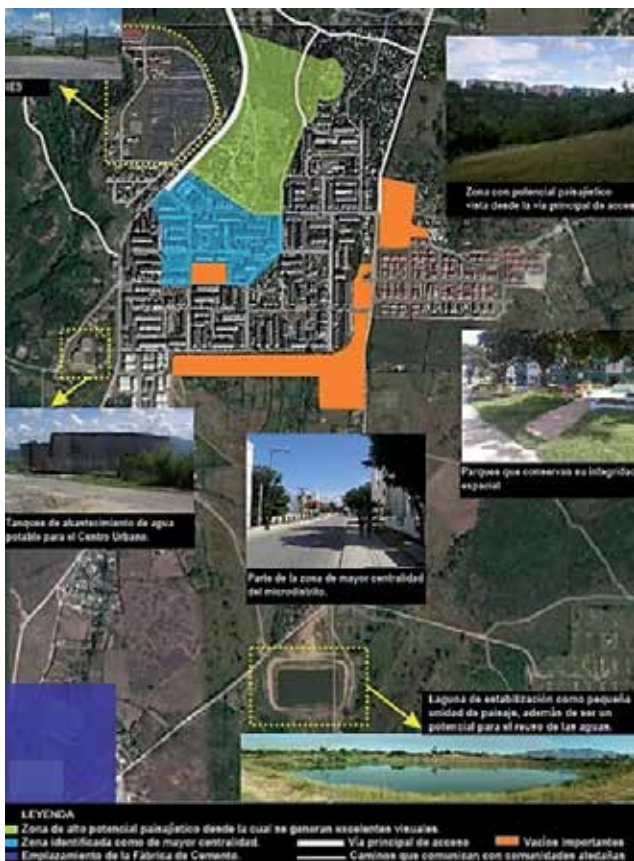 IES
Zona con potencial paisajístico
vista desde la vía principal de acceso
Parques que conservan su integridad
espacial
Tanques de abastecimiento de agua
potable para el Centro Urbano.
Parte de la zona de mayor centralidad
del microdistrito.
Laguna de estabilización como pequeña
unidad de paisaje, además de ser un
potencial para el reuso de las aguas.
LEYENDA
Zona de alto potencial paisajístico desde la cual se generan excelentes visuales.
Zona identificada como de mayor centralidad.
Vía principal de acceso
Vacíos importantes
Emplazamiento de la Fábrica de Cemento.
Caminos que comunican con comunidades aledañas